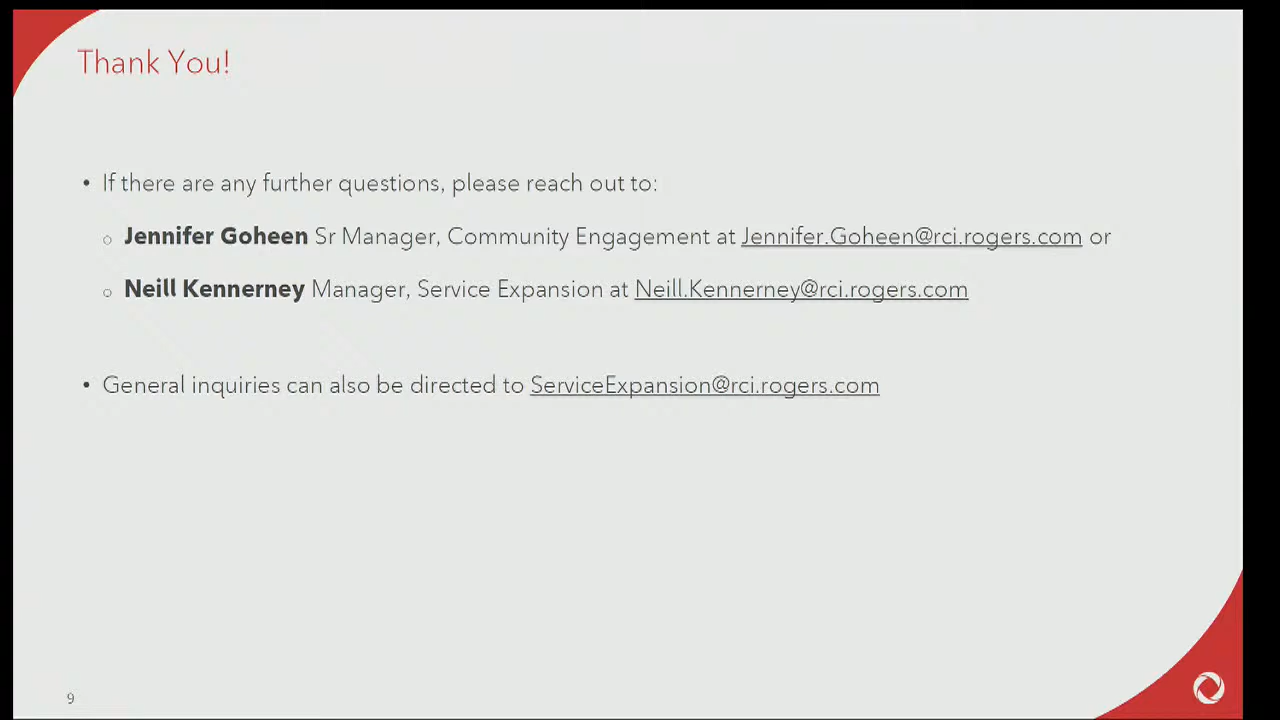 Thank You!
• If there are any further questions, please reach out to:
○ Jennifer Goheen Sr Manager, Community Engagement at Jennifer.Goheen@rci.rogers.com or
○ Neill Kennerney Manager, Service Expansion at Neill.Kennerney@rci.rogers.com
• General inquiries can also be directed to ServiceExpansion@rci.rogers.com
9